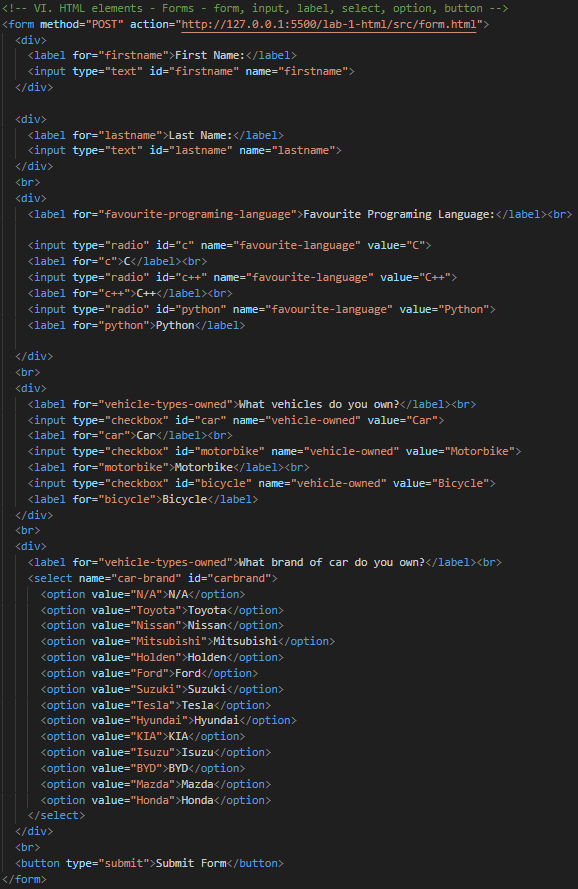 <!-- VI. HTML elements - Forms - form, input, label, select, option, button -->
<form method="POST" action="http://127.0.0.1:5500/lab-1-html/src/form.html">
<div>
<label for="firstname">First Name:</label>
<input type="text" id="firstname" name="firstname">
</div>
<div>
<label for="lastname">Last Name:</label>
<input type="text" id="lastname" name="lastname">
</div>
<br>
<div>
<label for="favourite-programing-language">Favourite Programing Language:</label><br>
<input type="radio" id="c" name="favourite-language" value="C">
<label for="c">C</label><br>
<input type="radio" id="c++" name="favourite-language" value="C++">
<label for="c++">C++</label><br>
<input type="radio" id="python" name="favourite-language" value="Python">
<label for="python">Python</label>
</div>
<br>
<div>
<label for="vehicle-types-owned">What vehicles do you own?</label><br>
<input type="checkbox" id="car" name="vehicle-owned" value="Car">
<label for="car">Car</label><br>
<input type="checkbox" id="motorbike" name="vehicle-owned" value="Motorbike">
<label for="motorbike">Motorbike</label><br>
<input type="checkbox" id="bicycle" name="vehicle-owned" value="Bicycle">
<label for="bicycle">Bicycle</label>
</div>
<br>
<div>
<label for="vehicle-types-owned">What brand of car do you own?</label><br>
<select name="car-brand" id="carbrand">
<option value="N/A">N/A</option>
<option value="Toyota">Toyota</option>
<option value="Nissan">Nissan</option>
<option value="Mitsubishi">Mitsubishi</option>
<option value="Holden">Holden</option>
<option value="Ford">Ford</option>
<option value="Suzuki">Suzuki</option>
<option value="Tesla">Tesla</option>
<option value="Hyundai">Hyundai</option>
<option value="KIA">KIA</option>
<option value="Isuzu">Isuzu</option>
<option value="BYD">BYD</option>
<option value="Mazda">Mazda</option>
<option value="Honda">Honda</option>
</select>
</div>
<br>
<button type="submit">Submit Form</button>
</form>